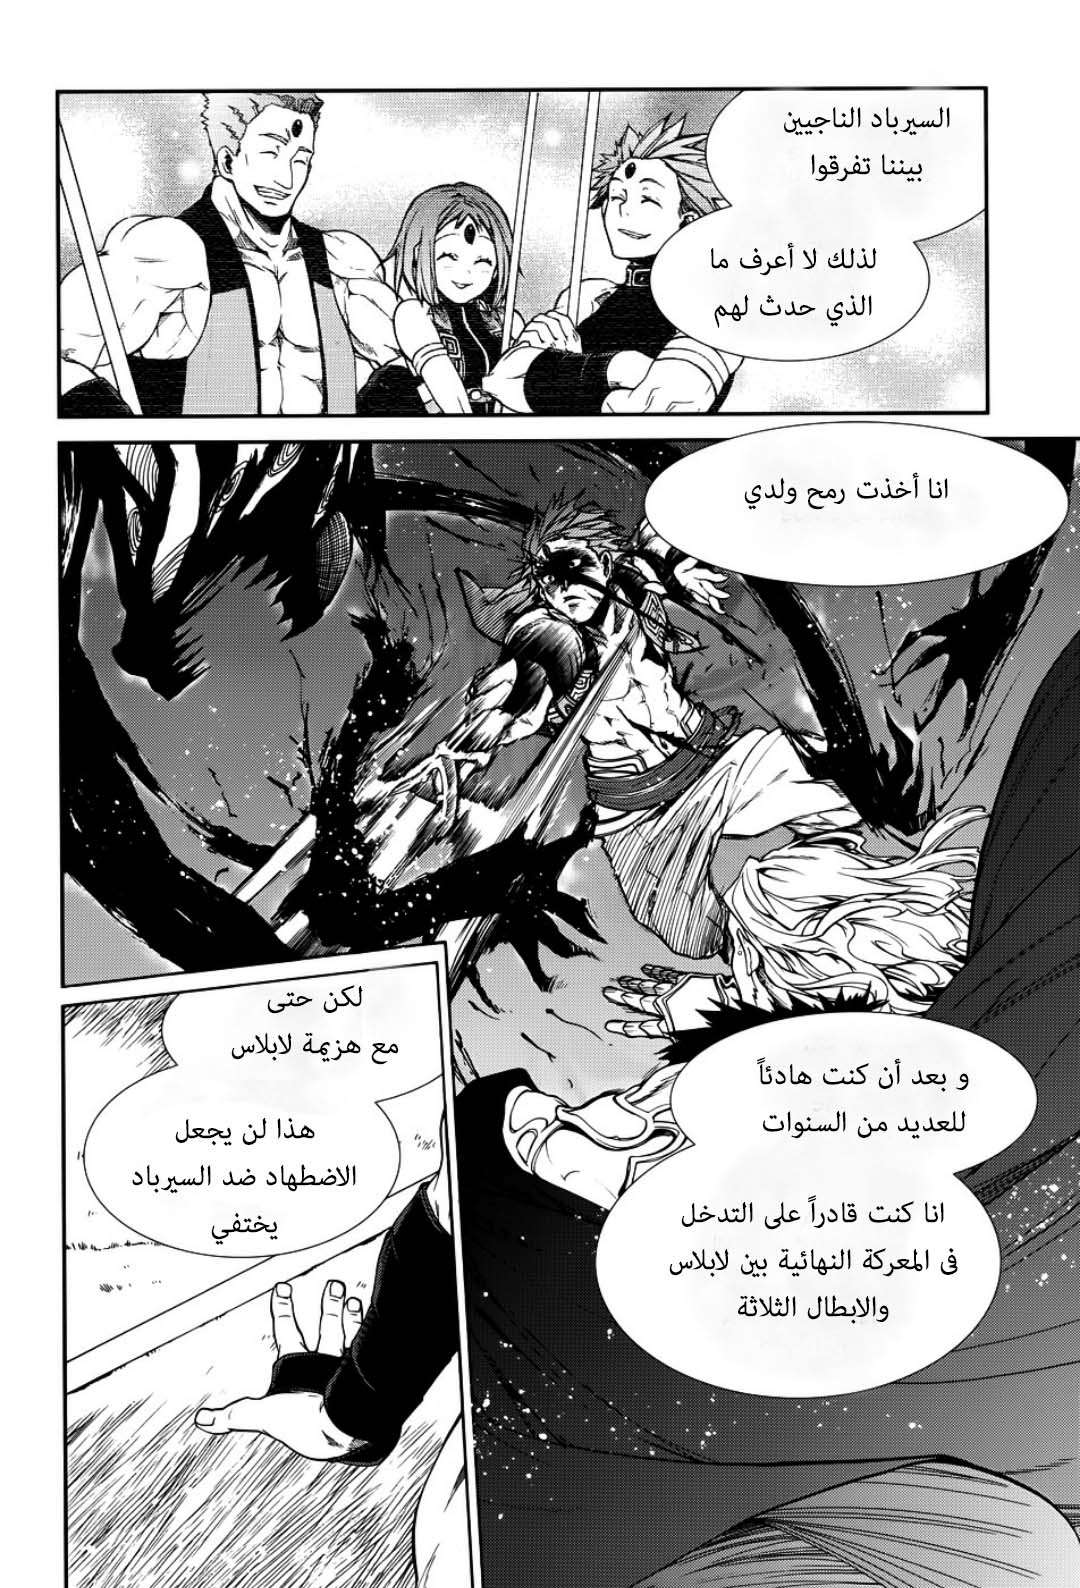 السيرباد الناجيين
بيننا تفرقوا
لذلك لا أعرف ما
الذي حدث لهم
انا أخذت رمح ولدي
و بعد أن كنت هادئاً
للعديد من السنوات
انا كنت قادراً على التدخل
فى المعركة النهائية بين لابلاس
والابطال الثلاثة
لكن حتى
مع هزيمة لابلاس
هذا لن يجعل
الاضطهاد ضد السيرباد
يختفي